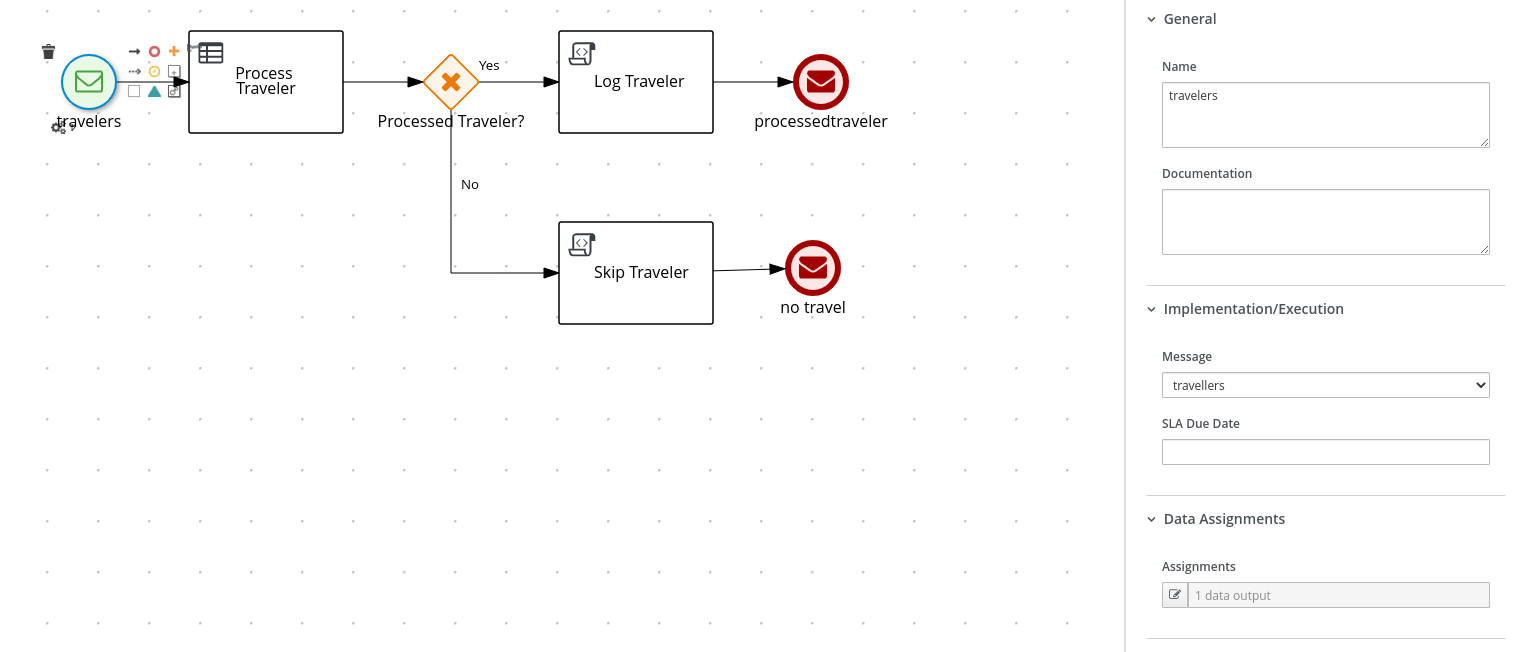 Process
Traveler
travelers
Yes
Processed Traveler?
Log Traveler
processedtraveler
No
Skip Traveler
no travel
General
Name
travelers
Documentation
Implementation/Execution
Message
travellers
SLA Due Date
Data Assignments
Assignments
1 data output